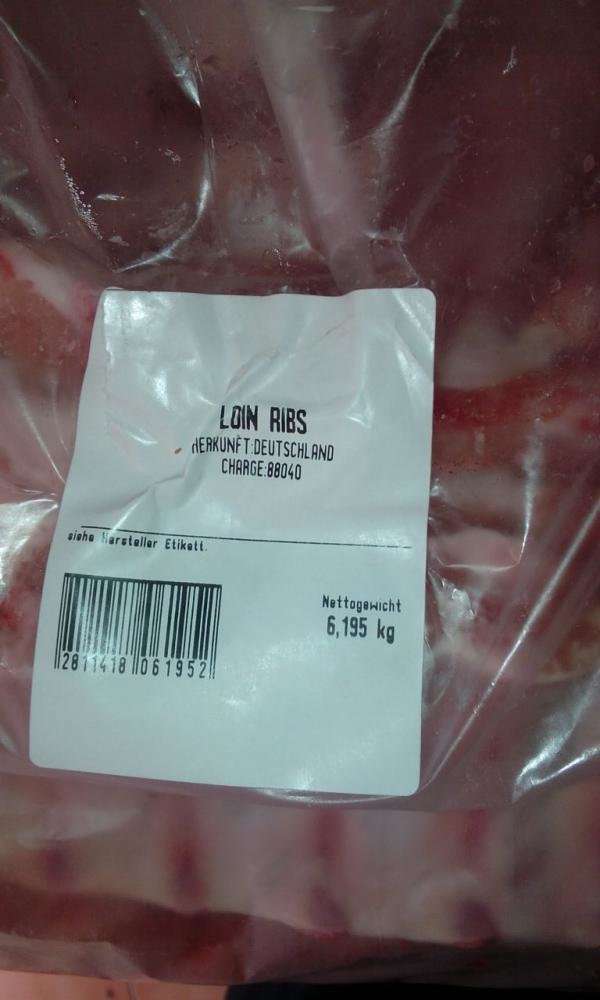 LOIN RIBS
HERKUNFT:DEUTSCHLAND
CHARGE:88040
siehe Hersteller Etikett.
Nettogewicht
6,195 kg
2811418 061952